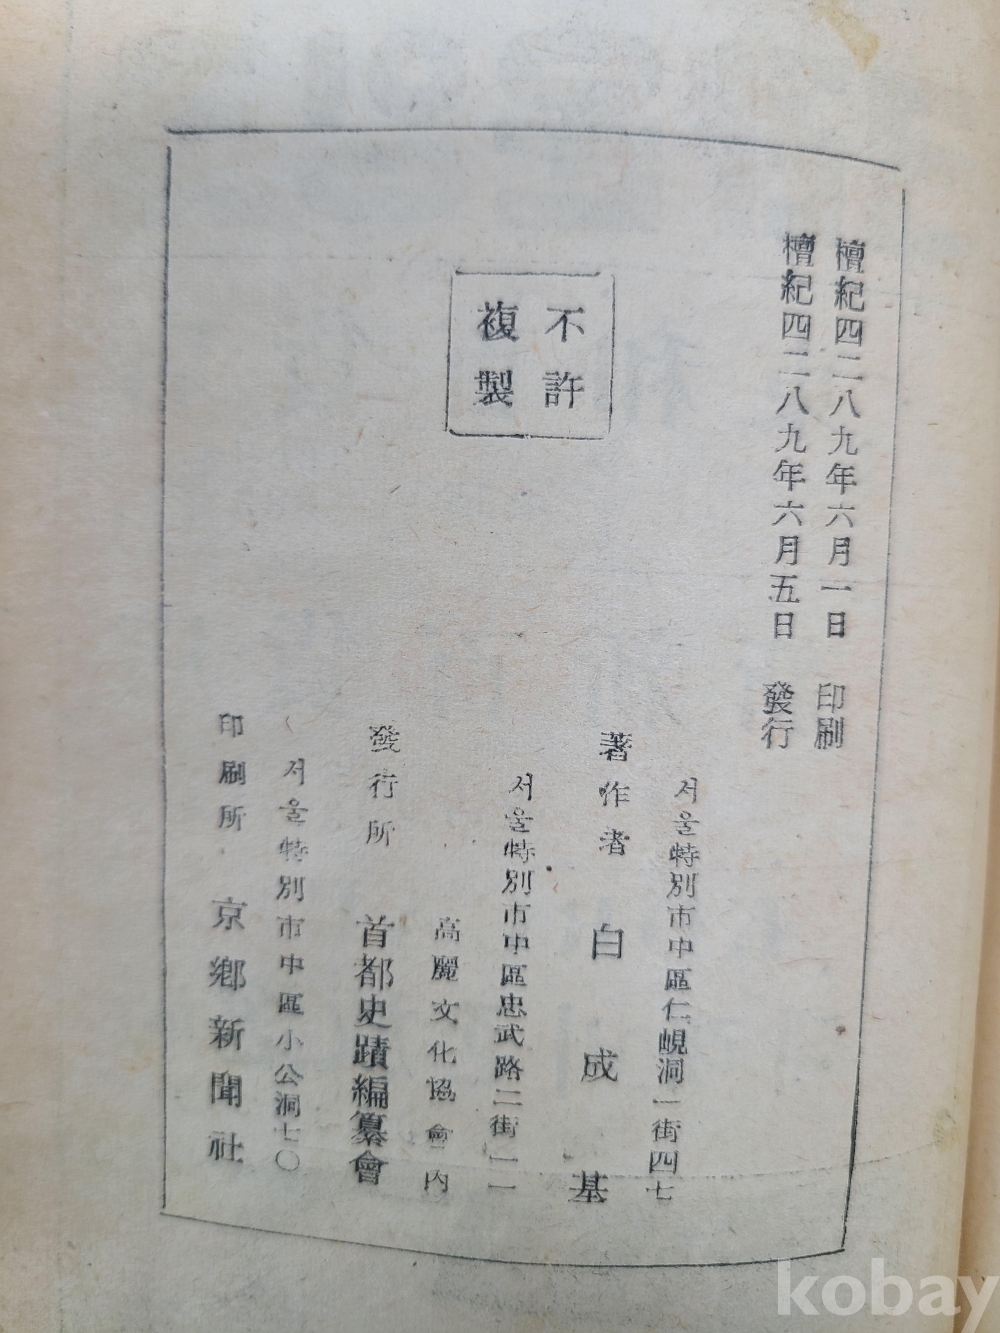 檀紀四二八九年六月一日 印刷
檀紀四二八九年六月五日 發行
不許
複製
서울特別市中區仁峴洞一街四七
著作者 白成基
서울特別市中區忠武路二街一一
高麗文化協會內
發行所 首都史蹟編纂會
서울特別市中區小公洞七〇
印刷所 京鄕新聞社
kobay